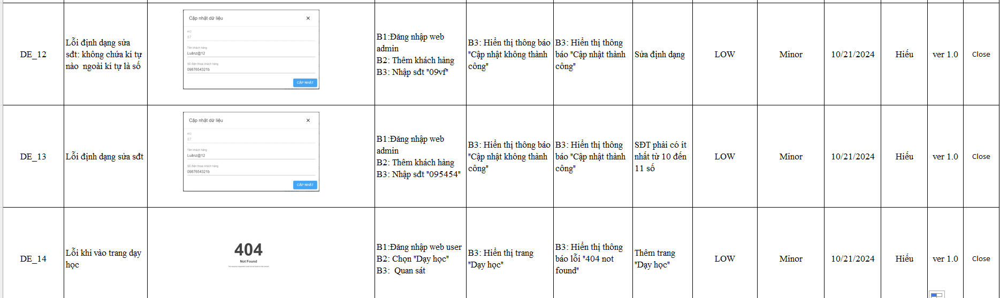 DE_12
Lỗi định dạng sửa
sđt: không chứa kí tự
nào  ngoài kí tự là số
Cập nhật dữ liệu
×
#ID
87
Tên khách hàng
Luânz@12
Số điện thoại khách hàng
0987654321b
CẬP NHẬT
B1:Đăng nhập web
admin
B2: Thêm khách hàng
B3: Nhập sđt "09vf"
B3: Hiển thị thông báo
"Cập nhật không thành
công"
B3: Hiển thị thông
báo "Cập nhật thành
công"
Sửa định dạng
LOW
Minor
10/21/2024
Hiếu
ver 1.0
Close
DE_13
Lỗi định dạng sửa sđt
Cập nhật dữ liệu
×
#ID
87
Tên khách hàng
Luânz@12
Số điện thoại khách hàng
0987654321b
CẬP NHẬT
B1:Đăng nhập web
admin
B2: Thêm khách hàng
B3: Nhập sđt "095454"
B3: Hiển thị thông báo
"Cập nhật không thành
công"
B3: Hiển thị thông
báo "Cập nhật thành
công"
SĐT phải có ít
nhất từ 10 đến
11 số
LOW
Minor
10/21/2024
Hiếu
ver 1.0
Close
DE_14
Lỗi khi vào trang dạy
học
404
Not Found
The resource requested could not be found on this server!
B1:Đăng nhập web user
B2: Chọn "Dạy học"
B3:  Quan sát
B3: Hiển thị trang
"Dạy học"
B3: Hiển thị thông
báo lỗi "404 not
found"
Thêm trang
"Dạy học"
LOW
Minor
10/21/2024
Hiếu
ver 1.0
Close